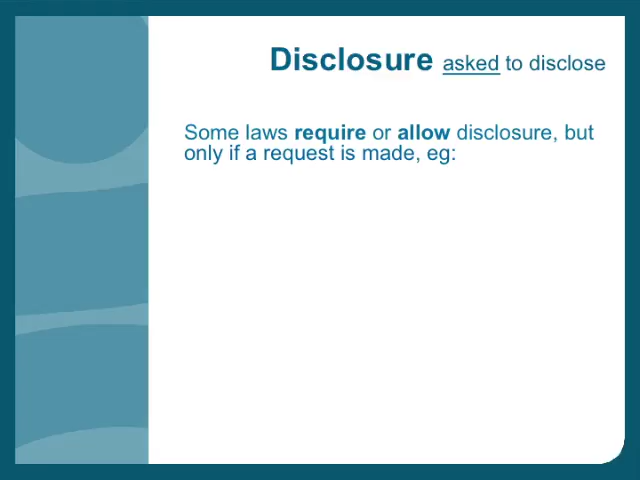 Disclosure asked to disclose
Some laws require or allow disclosure, but
only if a request is made, eg: